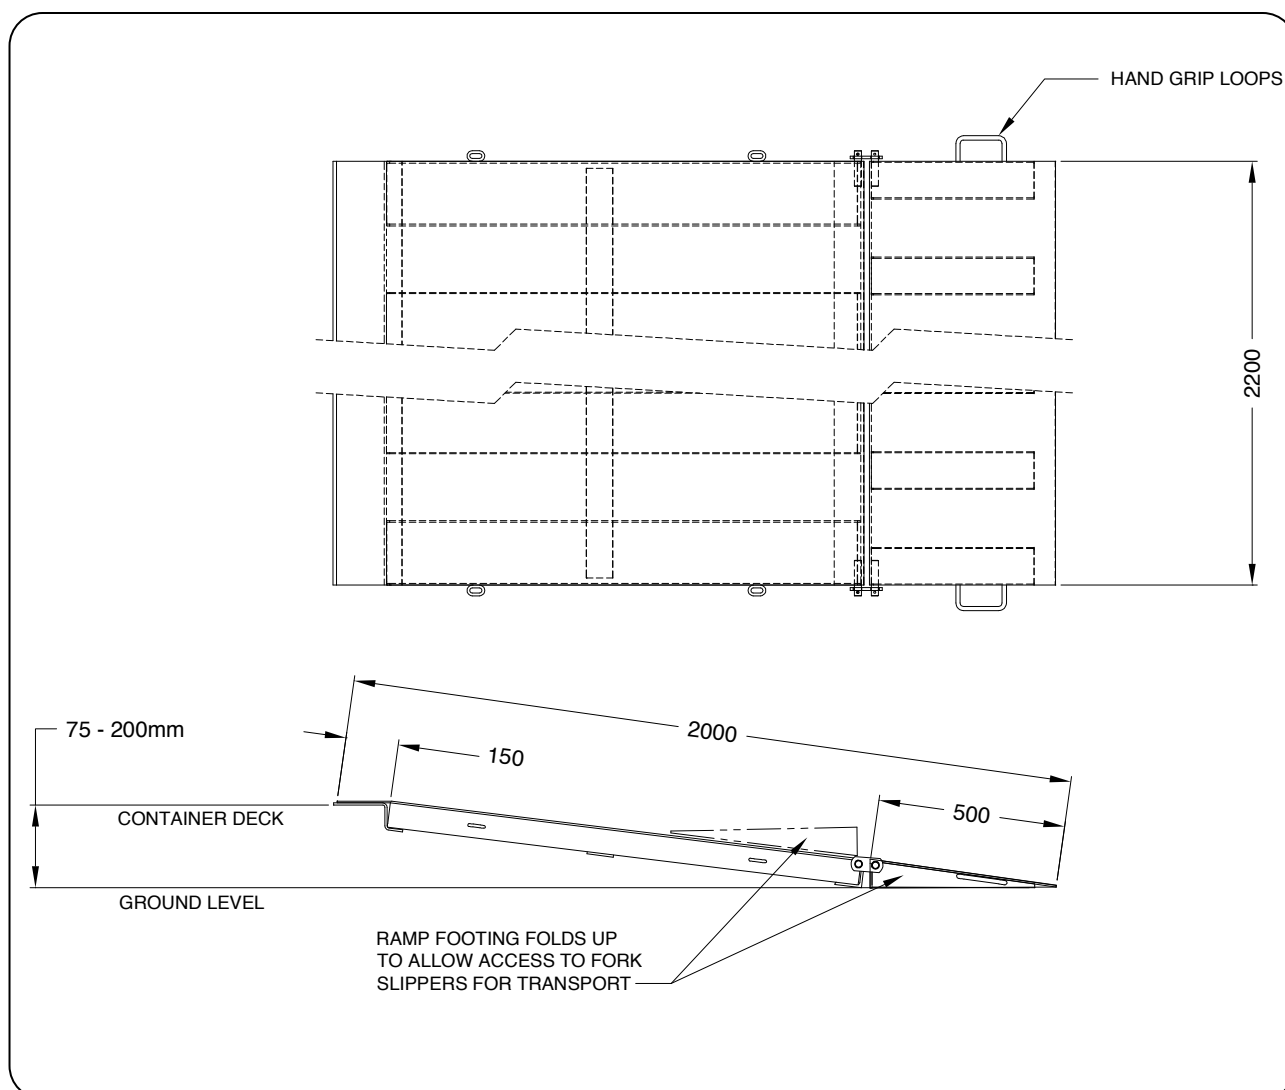 HAND GRIP LOOPS
2200
2000
75 - 200mm
150
CONTAINER DECK
500
GROUND LEVEL
RAMP FOOTING FOLDS UP
TO ALLOW ACCESS TO FORK
SLIPPERS FOR TRANSPORT